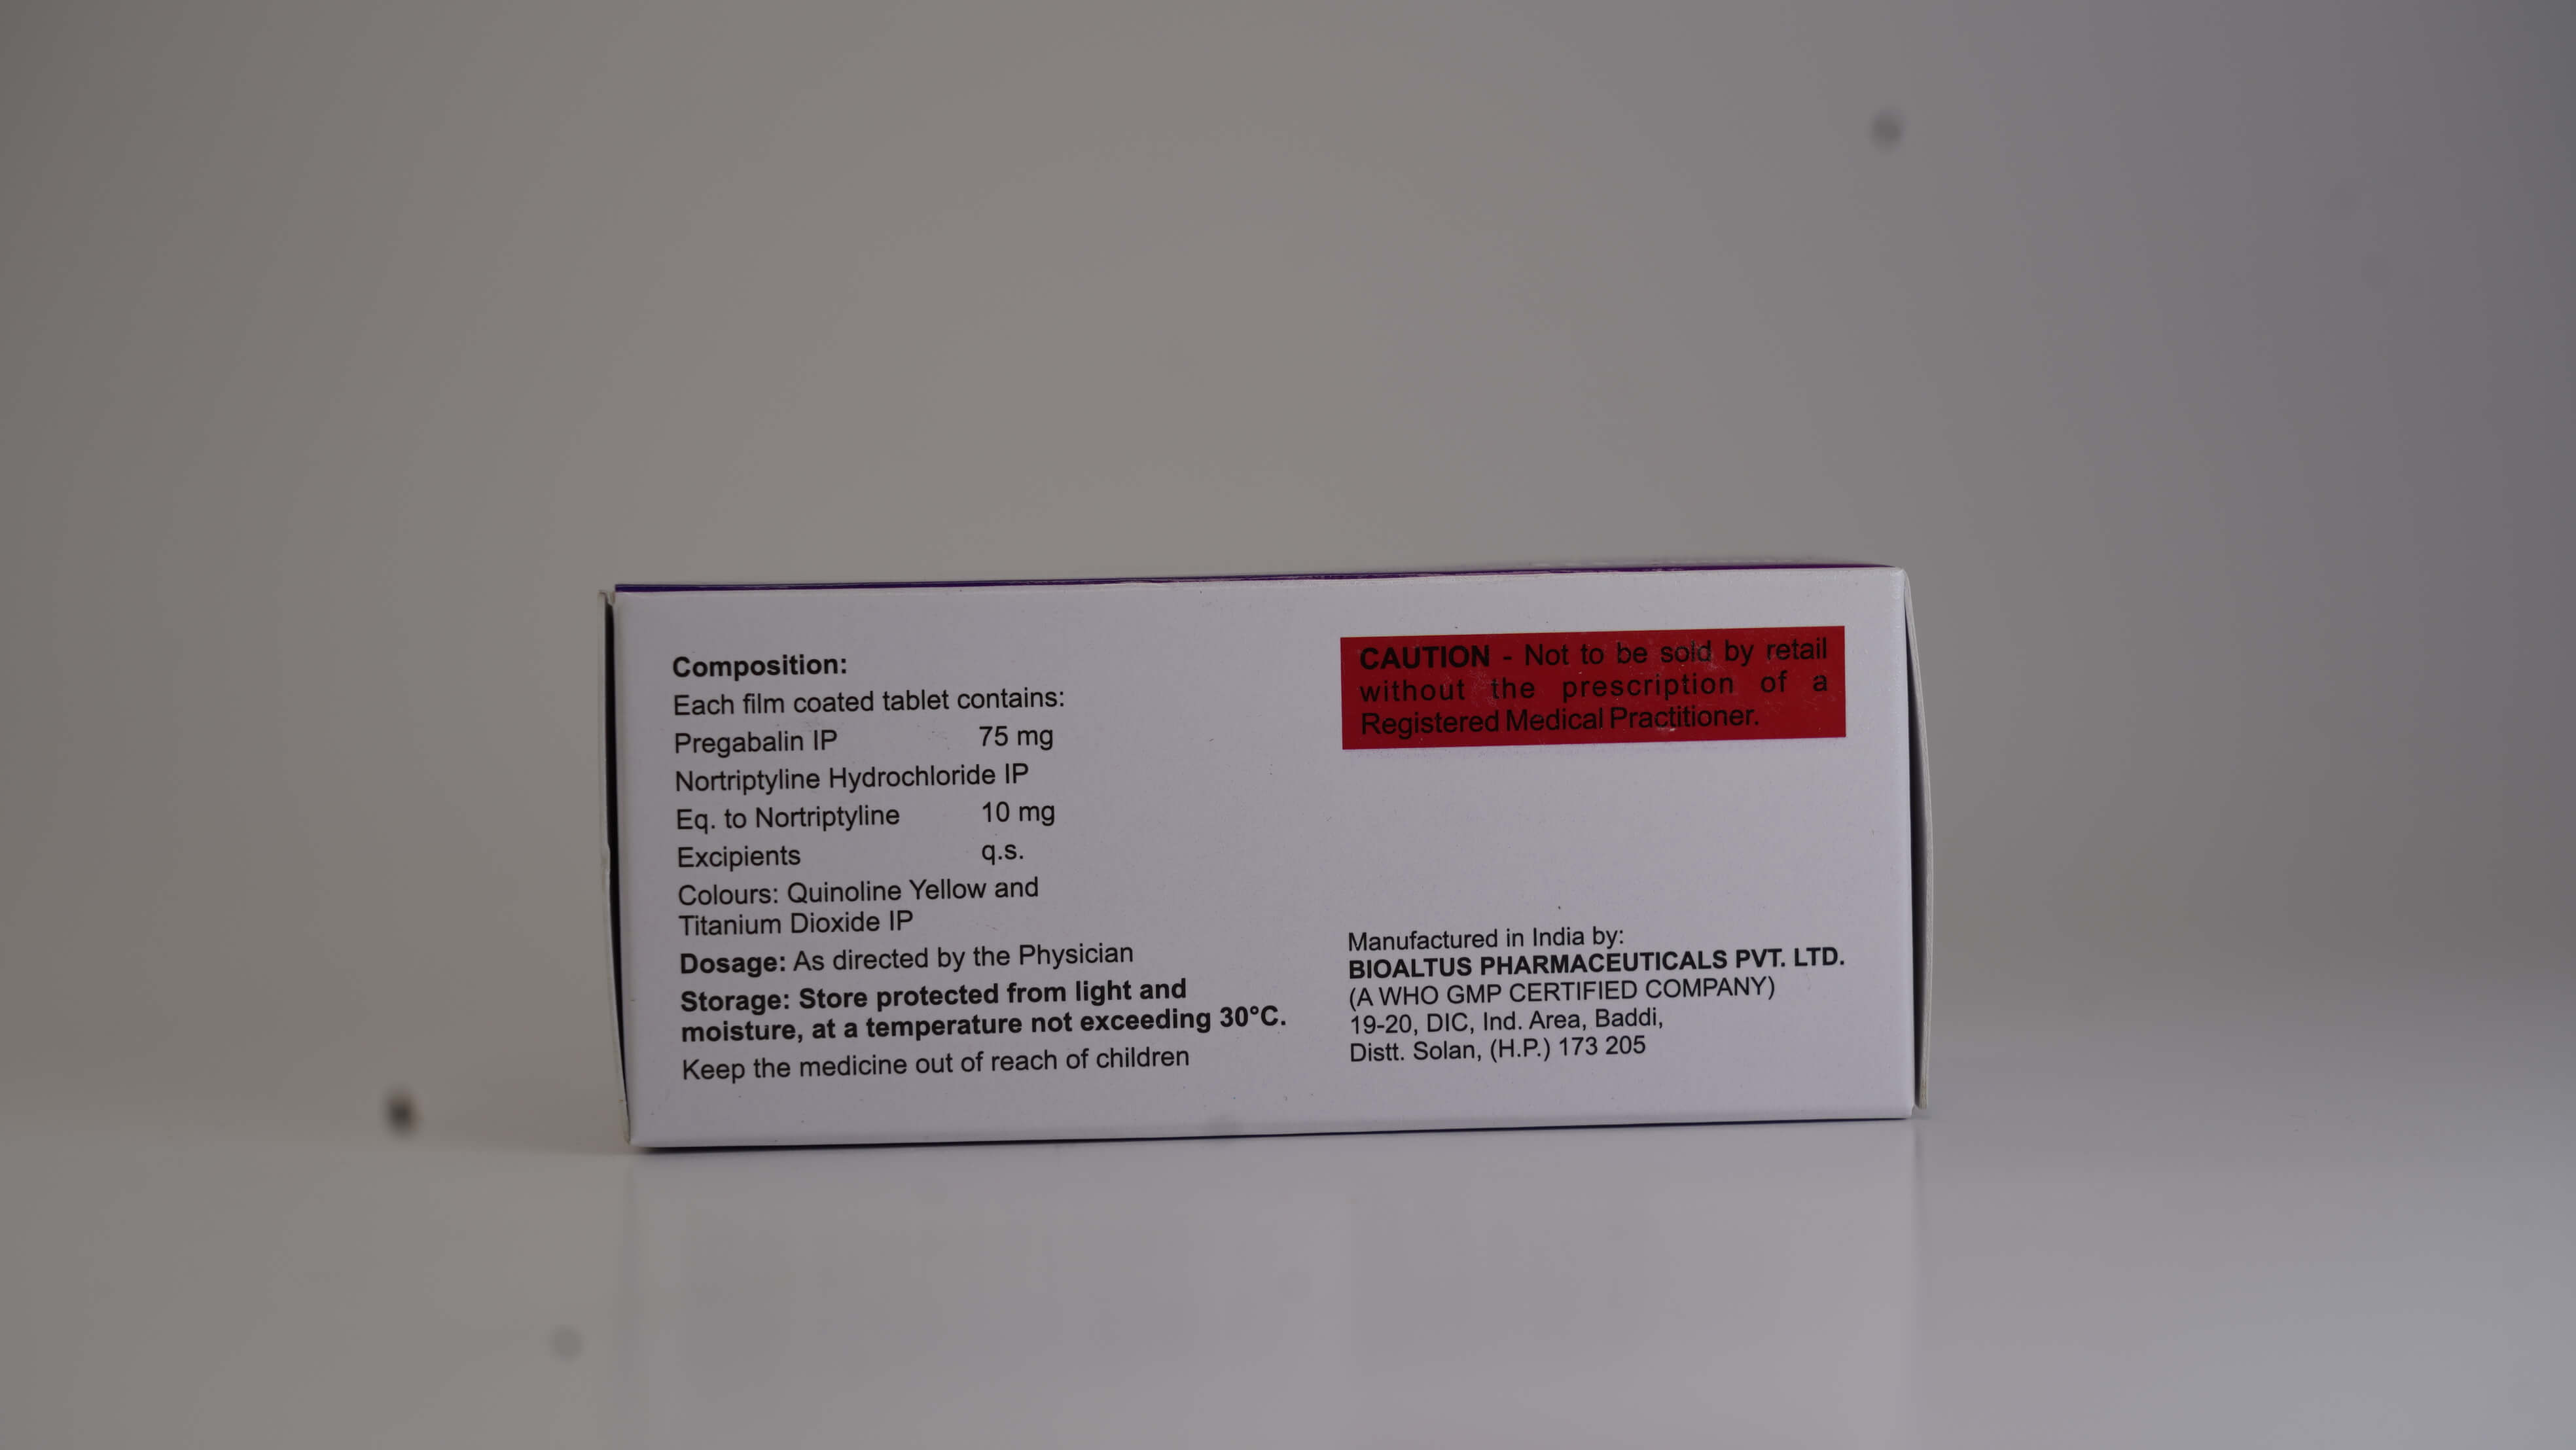 Composition:
Each film coated tablet contains:
Pregabalin IP 75 mg
Nortriptyline Hydrochloride IP
Eq. to Nortriptyline 10 mg
Excipients q.s.
Colours: Quinoline Yellow and
Titanium Dioxide IP
Dosage: As directed by the Physician
Storage: Store protected from light and
moisture, at a temperature not exceeding 30°C.
Keep the medicine out of reach of children
CAUTION - Not to be sold by retail
without the prescription of a
Registered Medical Practitioner.
Manufactured in India by:
BIOALTUS PHARMACEUTICALS PVT. LTD.
(A WHO GMP CERTIFIED COMPANY)
19-20, DIC, Ind. Area, Baddi,
Distt. Solan, (H.P.) 173 205